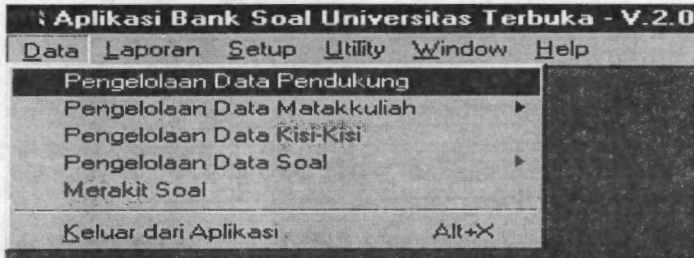 Aplikasi Bank Soal Universitas Terbuka - V.2.0
Data Laporan Setup Utility Window Help
Pengelolaan Data Pendukung
Pengelolaan Data Matakkuliah
Pengelolaan Data Kisi-Kisi
Pengelolaan Data Soal
Merakit Soal
Keluar dari Aplikasi Alt+X